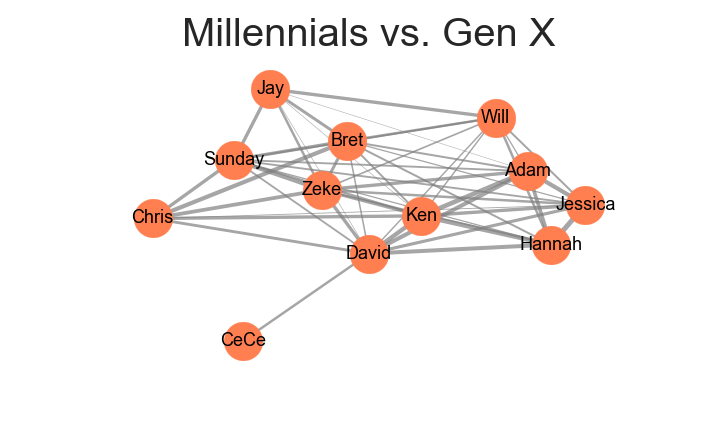 Millennials vs. Gen X
Jay
Will
Bret
Sunday
Adam
Zeke
Jessica
Chris
Ken
Hannah
David
CeCe